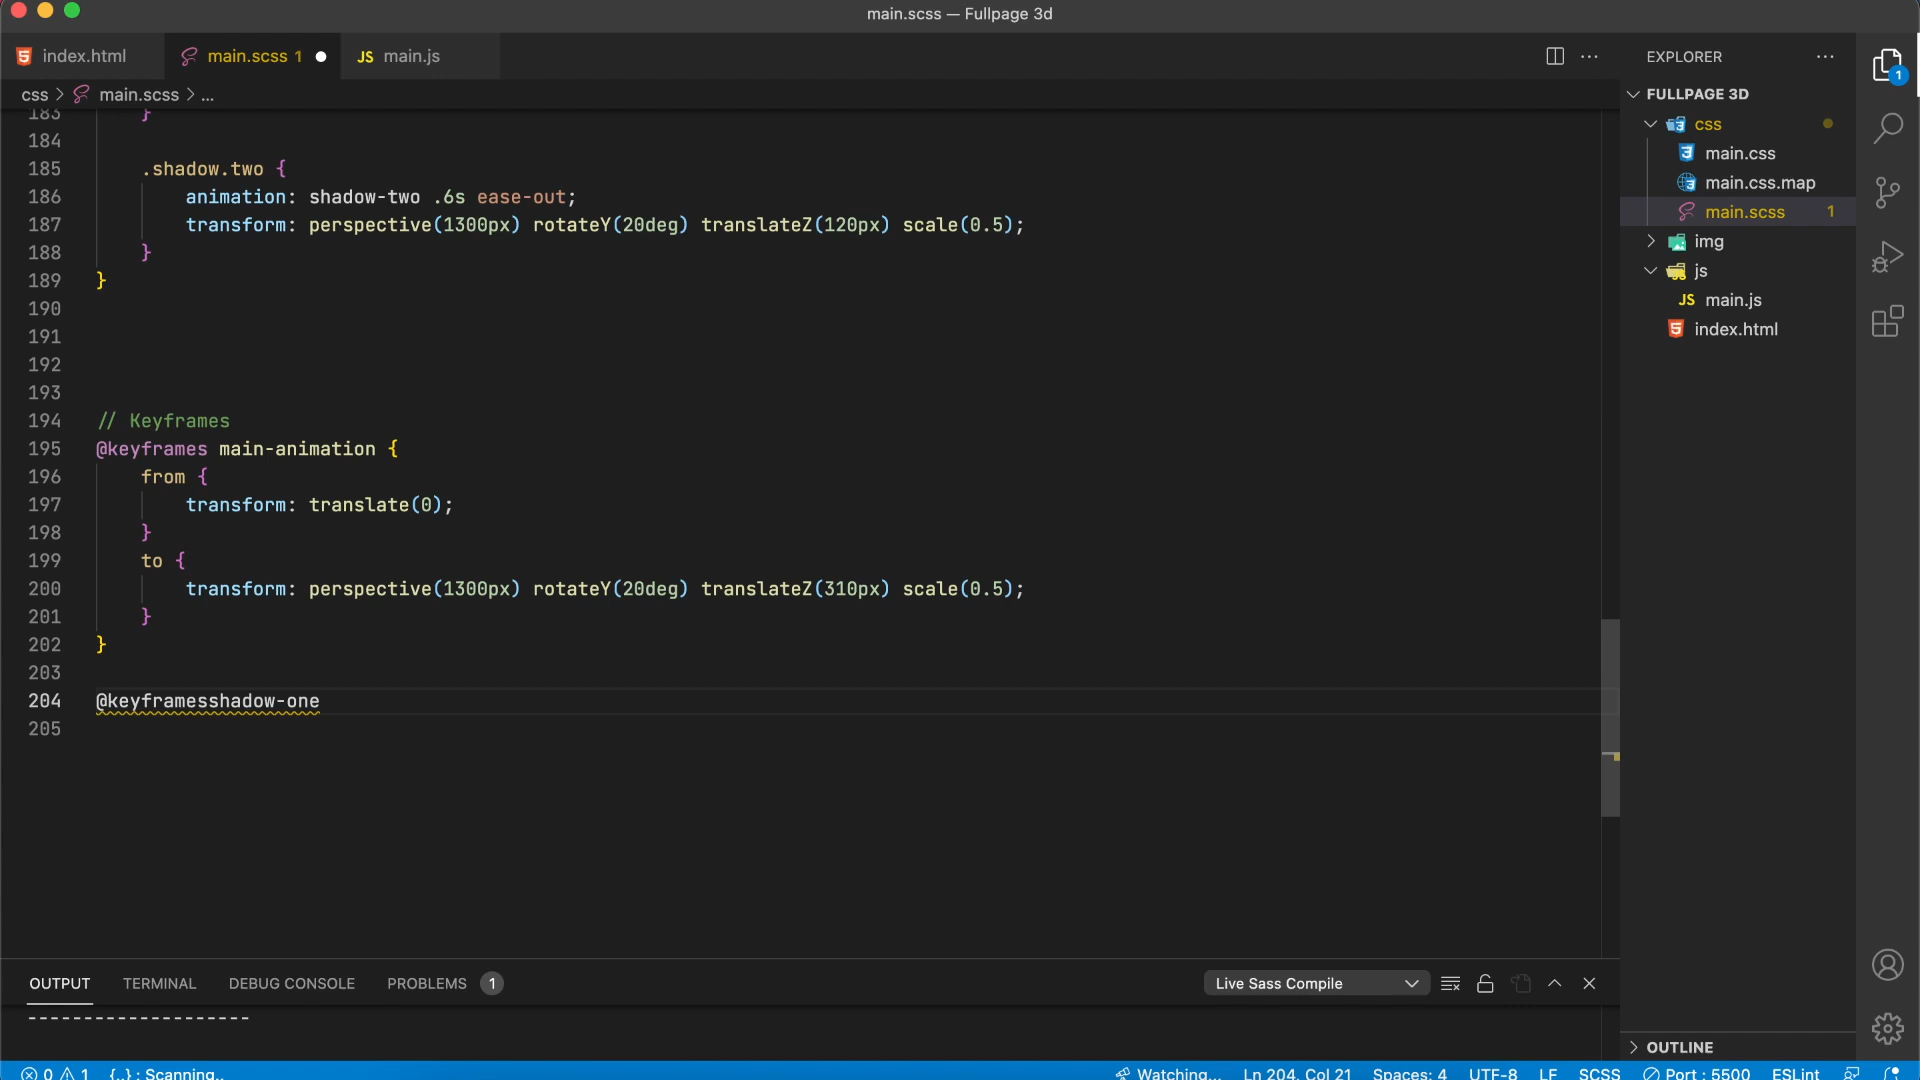 main.scss — Fullpage 3d
index.html
main.scss 1
JS main.js
EXPLORER
css > main.scss > ...
FULLPAGE 3D
css
main.css
main.css.map
main.scss 1
img
js
JS main.js
index.html
1
183 }
184
185 .shadow.two {
186 animation: shadow-two .6s ease-out;
187 transform: perspective(1300px) rotateY(20deg) translateZ(120px) scale(0.5);
188 }
189 }
190
191
192
193
194 // Keyframes
195 @keyframes main-animation {
196 from {
197 transform: translate(0);
198 }
199 to {
200 transform: perspective(1300px) rotateY(20deg) translateZ(310px) scale(0.5);
201 }
202 }
203
204 @keyframesshadow-one
205
OUTPUT TERMINAL DEBUG CONSOLE PROBLEMS 1
Live Sass Compile
--------------------
OUTLINE
0 1 {..} : Scanning..
Watching... Ln 204, Col 21 Spaces: 4 UTF-8 LF SCSS Port : 5500 ESLint